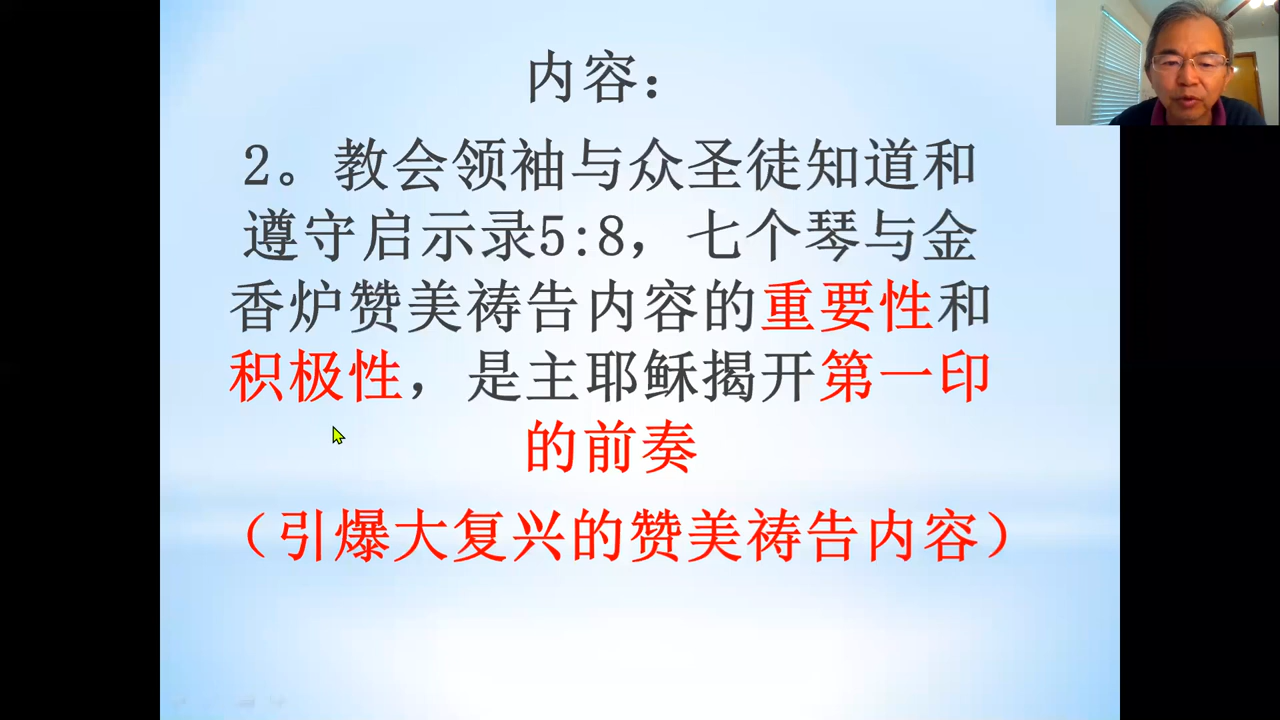 内容：
2。教会领袖与众圣徒知道和
遵守启示录5:8，七个琴与金
香炉赞美祷告内容的重要性和
积极性，是主耶稣揭开第一印
的前奏
（引爆大复兴的赞美祷告内容）